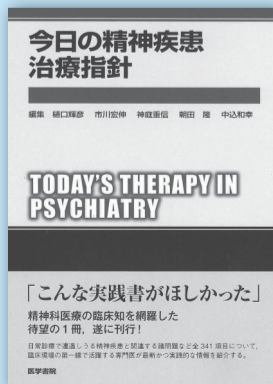 今日の精神疾患
治療指針
編集 樋口輝彦 市川宏伸 神庭重信 朝田 隆 中込和幸
TODAY'S THERAPY IN
PSYCHIATRY
「こんな実践書がほしかった」
精神科医療の臨床知を網羅した
待望の1冊，遂に刊行！
日常診療で遭遇しうる精神疾患と関連する諸問題など全341項目について，
臨床現場の第一線で活躍する専門医が最新かつ実践的な情報を紹介する。
医学書院